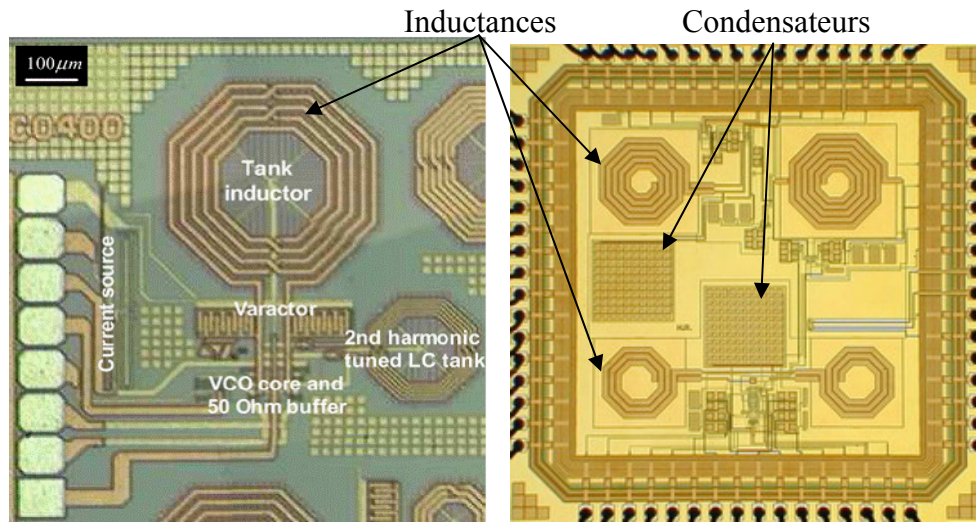 Inductances
Condensateurs
100μm
CO400
Tank
inductor
Current source
Varactor
2nd harmonic
tuned LC tank
VCO core and
50 Ohm buffer